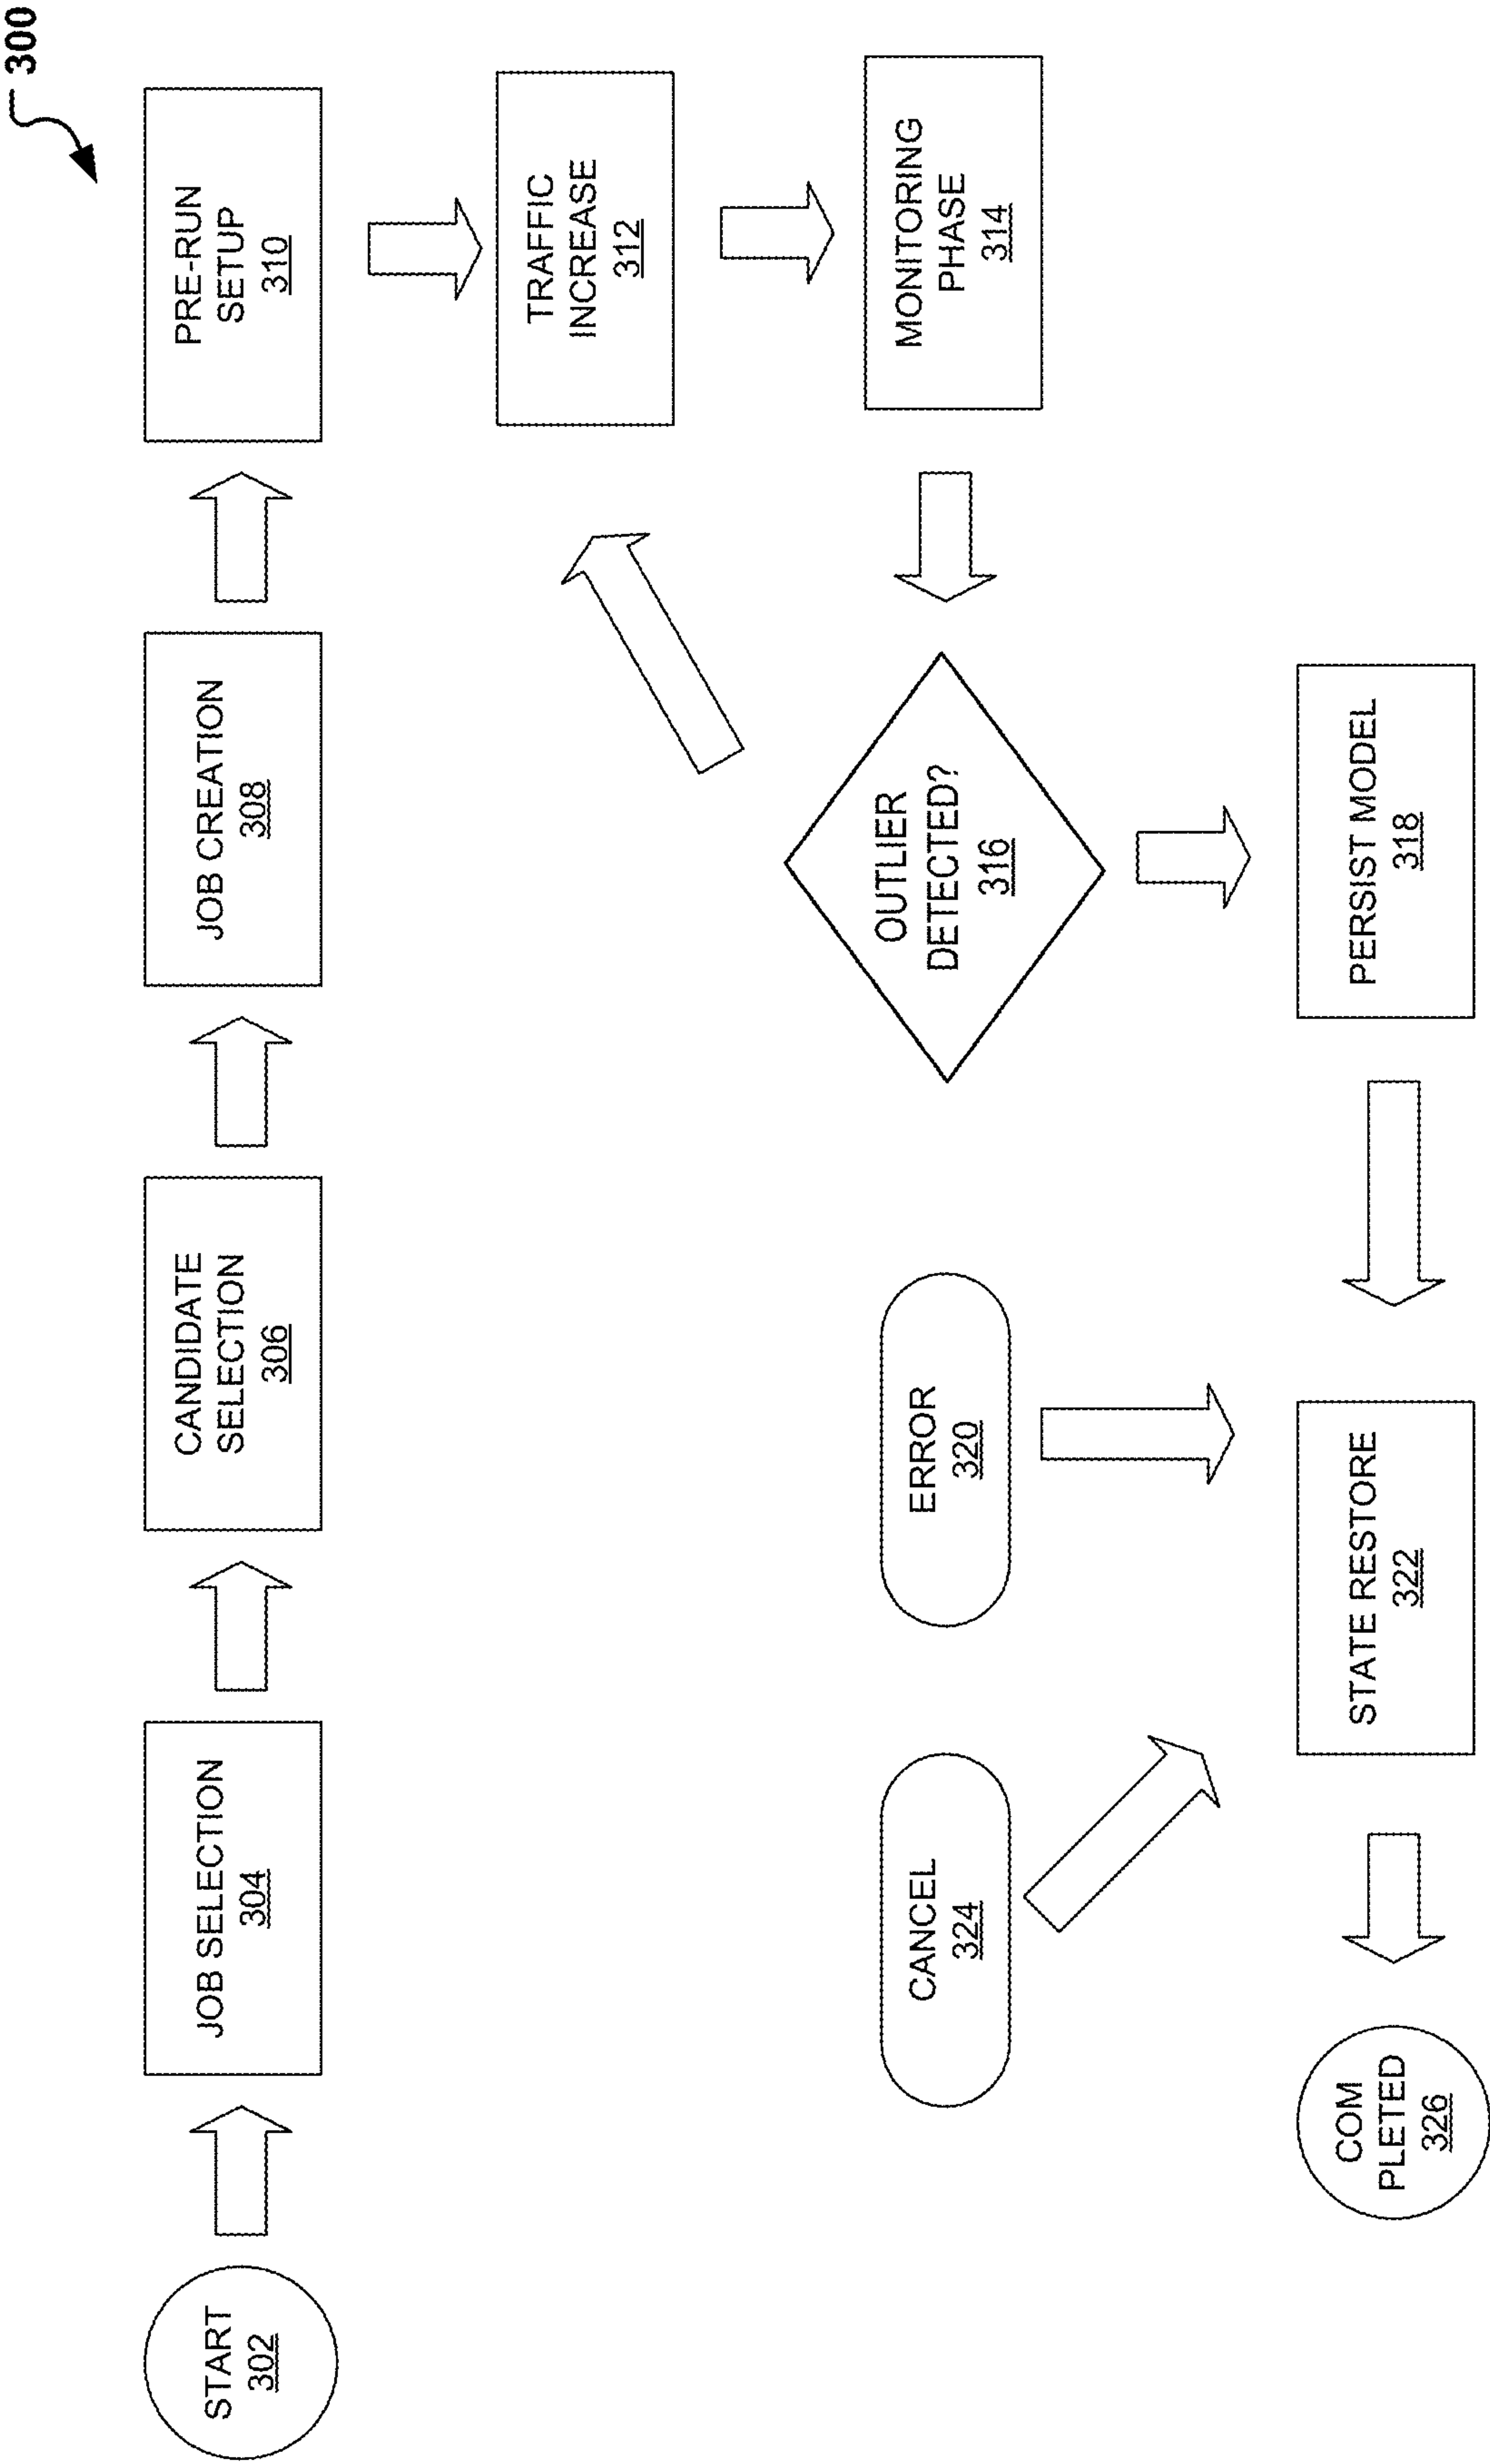 300
START
302
JOB SELECTION
304
CANDIDATE
SELECTION
306
JOB CREATION
308
PRE-RUN
SETUP
310
TRAFFIC
INCREASE
312
MONITORING
PHASE
314
OUTLIER
DETECTED?
316
PERSIST MODEL
318
ERROR
320
CANCEL
324
STATE RESTORE
322
COM
PLETED
326